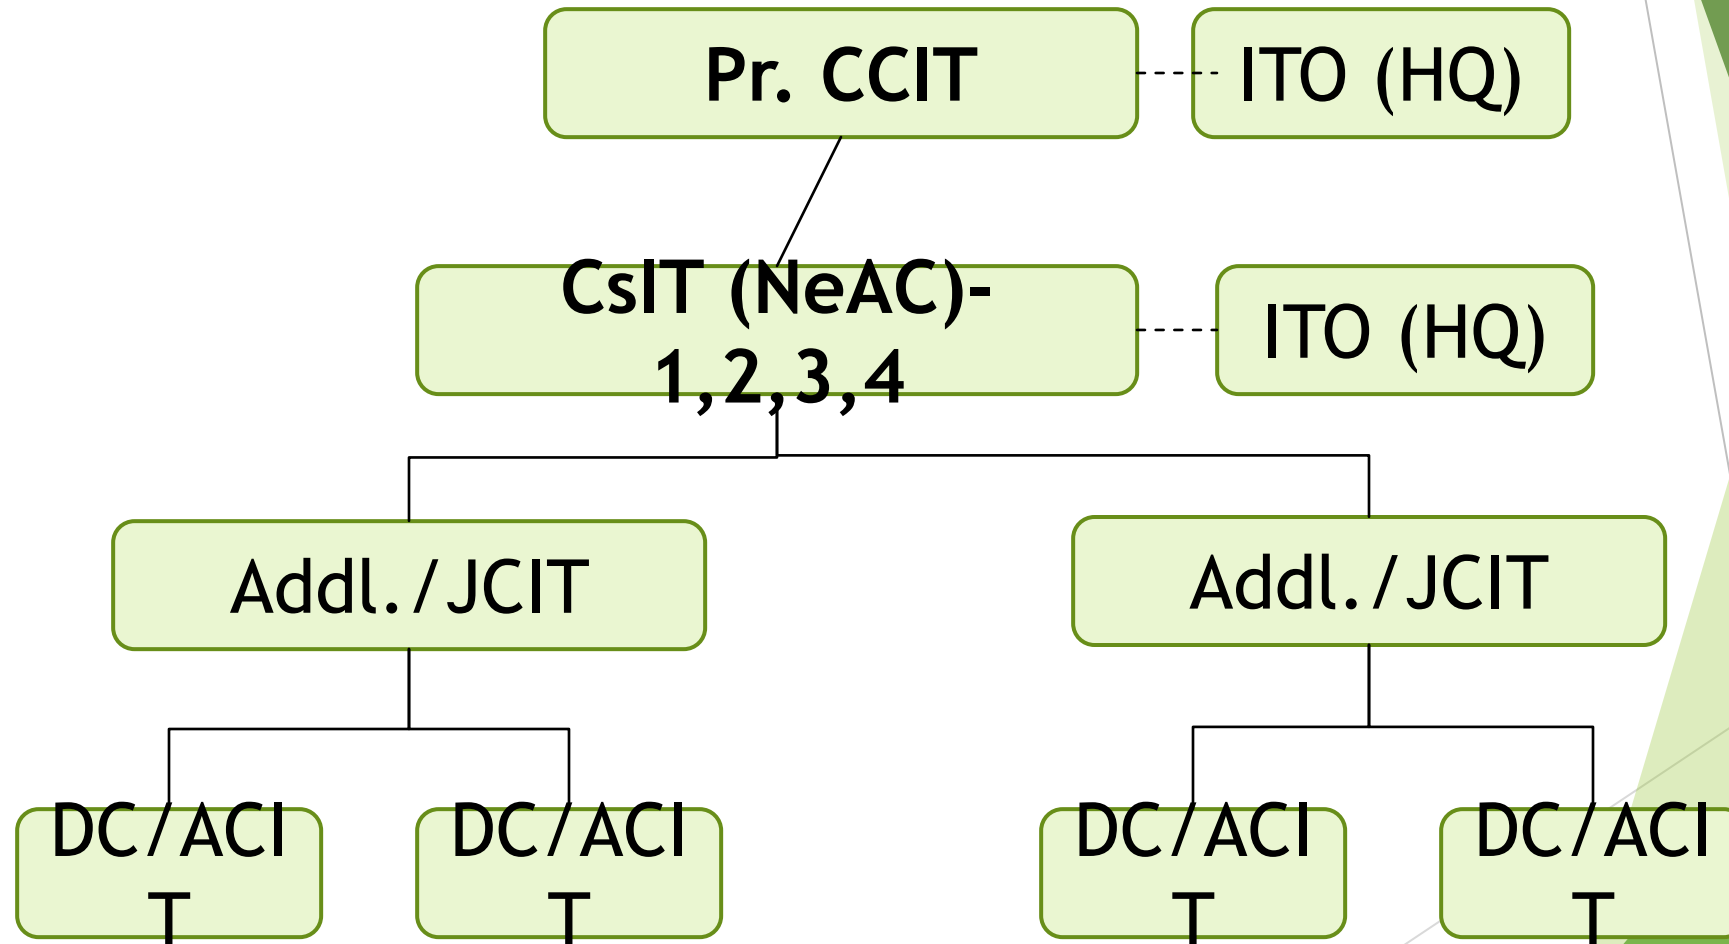 Pr. CCIT
ITO (HQ)
CsIT (NeAC)-
1,2,3,4
ITO (HQ)
Addl./JCIT
Addl./JCIT
DC/ACI
T
DC/ACI
T
DC/ACI
T
DC/ACI
T